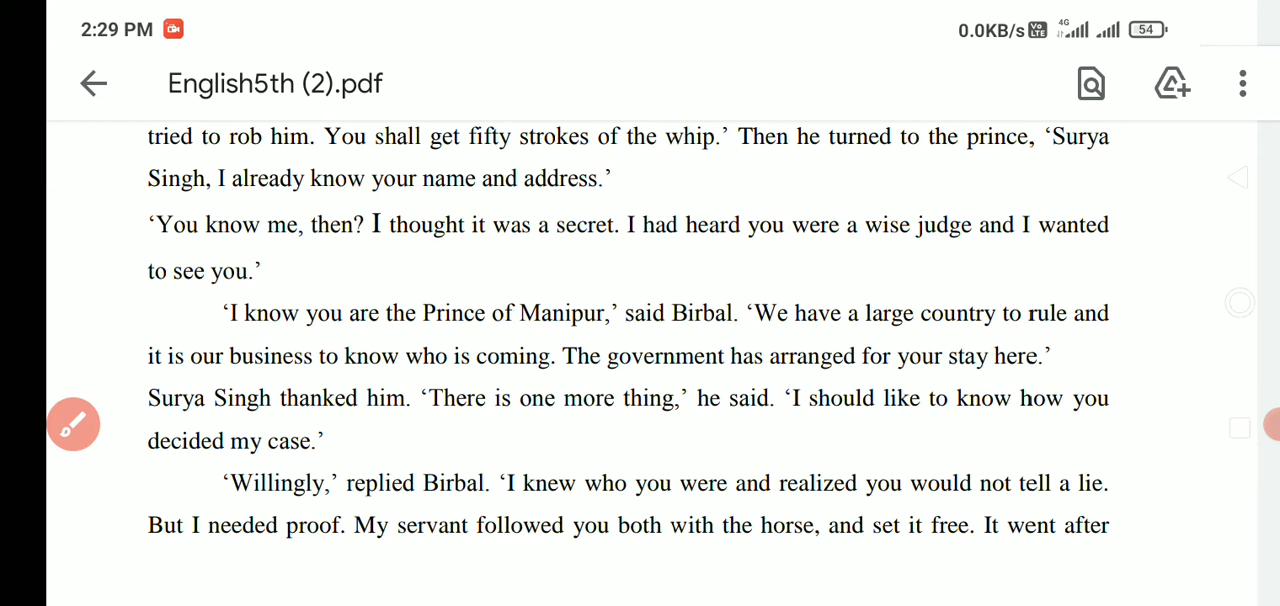 2:29 PM
0.0KB/s Vo LTE 4G 54
English5th (2).pdf
tried to rob him. You shall get fifty strokes of the whip.’ Then he turned to the prince, ‘Surya
Singh, I already know your name and address.’
‘You know me, then? I thought it was a secret. I had heard you were a wise judge and I wanted
to see you.’
‘I know you are the Prince of Manipur,’ said Birbal. ‘We have a large country to rule and
it is our business to know who is coming. The government has arranged for your stay here.’
Surya Singh thanked him. ‘There is one more thing,’ he said. ‘I should like to know how you
decided my case.’
‘Willingly,’ replied Birbal. ‘I knew who you were and realized you would not tell a lie.
But I needed proof. My servant followed you both with the horse, and set it free. It went after